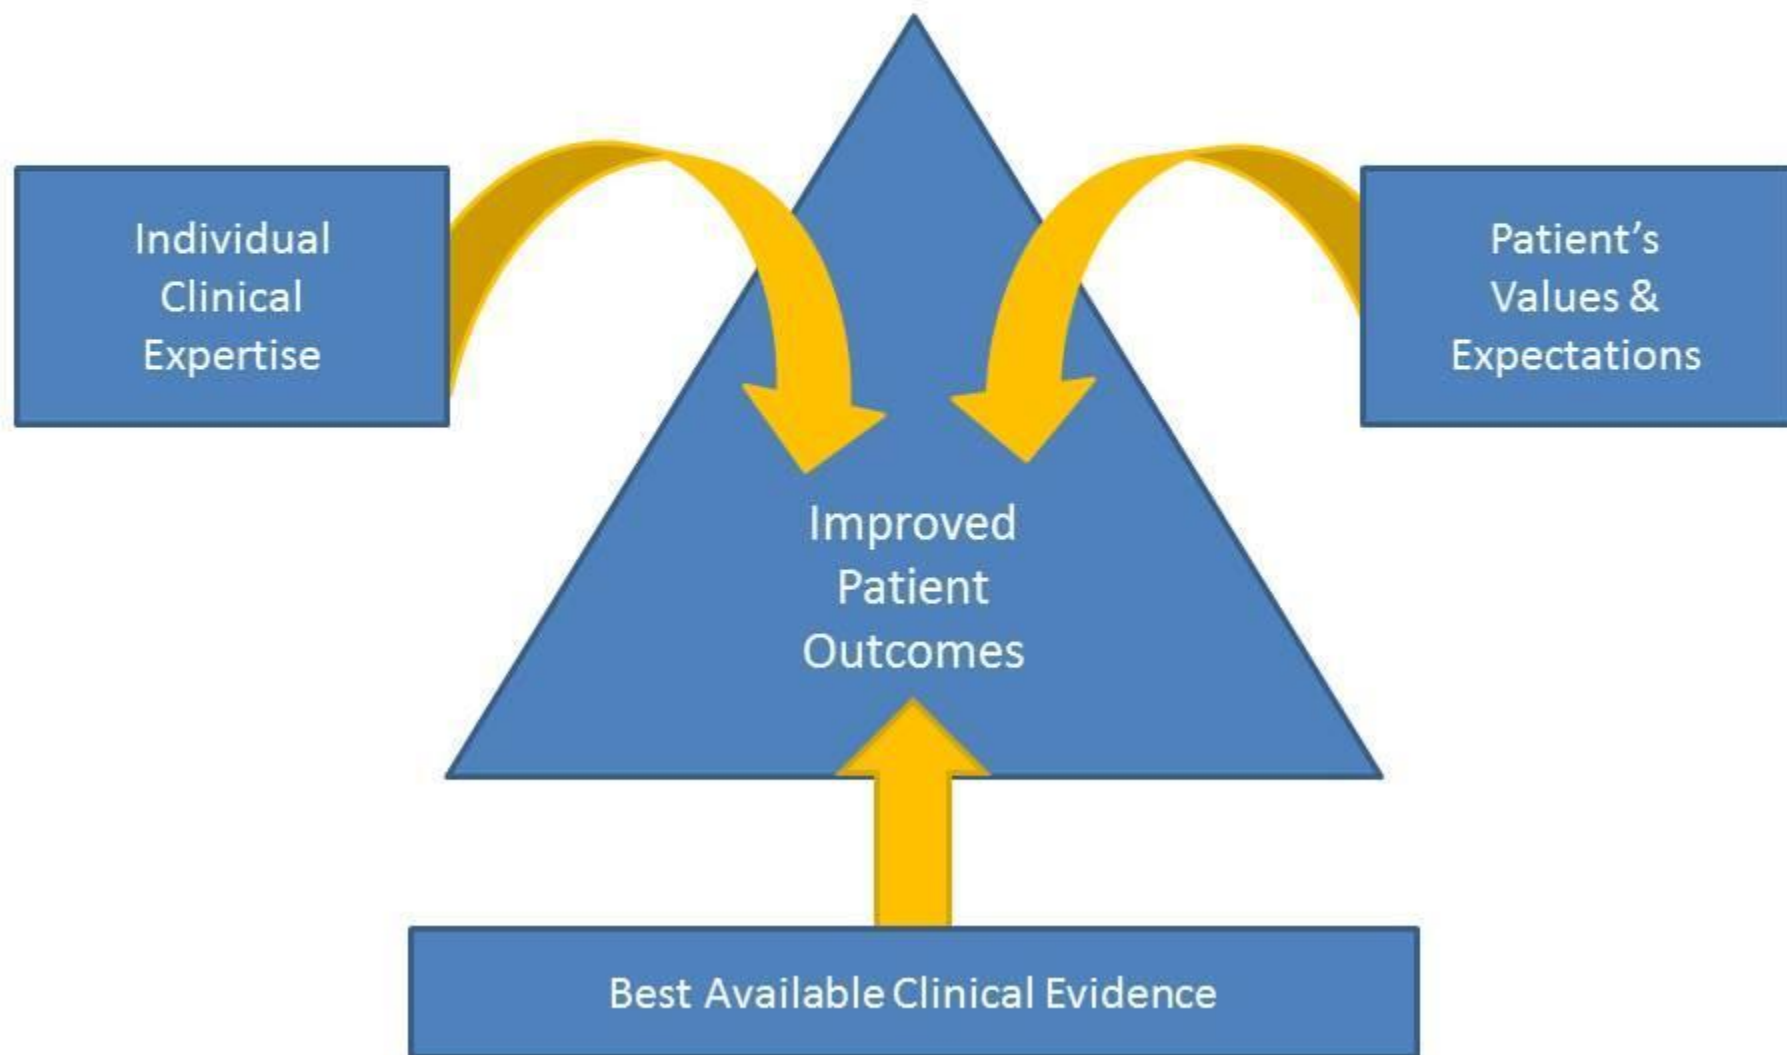 Individual
Clinical
Expertise
Patient’s
Values &
Expectations
Improved
Patient
Outcomes
Best Available Clinical Evidence